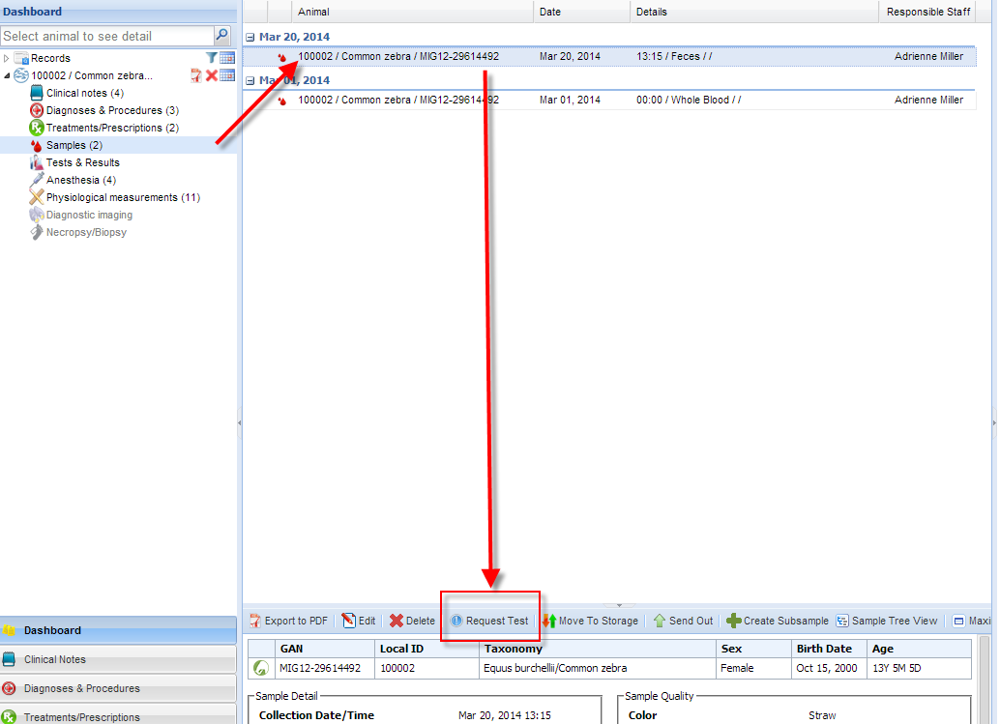 Dashboard
Select animal to see detail
Records
100002 / Common zebra...
Clinical notes (4)
Diagnoses & Procedures (3)
Treatments/Prescriptions (2)
Samples (2)
Tests & Results
Anesthesia (4)
Physiological measurements (11)
Diagnostic imaging
Necropsy/Biopsy
Dashboard
Clinical Notes
Diagnoses & Procedures
Treatments/Prescriptions
Animal Date Details Responsible Staff
Mar 20, 2014
100002 / Common zebra / MIG12-29614492 Mar 20, 2014 13:15 / Feces / / Adrienne Miller
Mar 01, 2014
100002 / Common zebra / MIG12-29614492 Mar 01, 2014 00:00 / Whole Blood / / Adrienne Miller
Export to PDF Edit Delete Request Test Move To Storage Send Out Create Subsample Sample Tree View Maxi
GAN Local ID Taxonomy Sex Birth Date Age
MIG12-29614492 100002 Equus burchellii/Common zebra Female Oct 15, 2000 13Y 5M 5D
Sample Detail Sample Quality
Collection Date/Time Mar 20, 2014 13:15 Color Straw